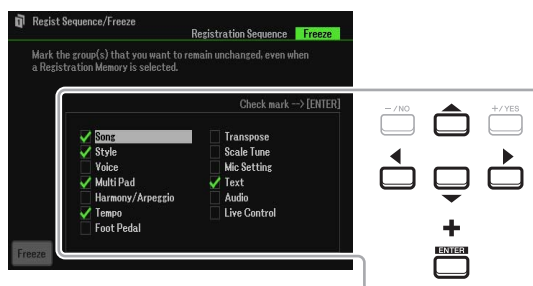 Regist Sequence/Freeze
Registration Sequence Freeze
Mark the group(s) that you want to remain unchanged, even when
a Registration Memory is selected.
Check mark --> [ENTER]
Song
Style
Voice
Multi Pad
Harmony/Arpeggio
Tempo
Foot Pedal
Transpose
Scale Tune
Mic Setting
Text
Audio
Live Control
Freeze
- / NO
+ / YES
ENTER